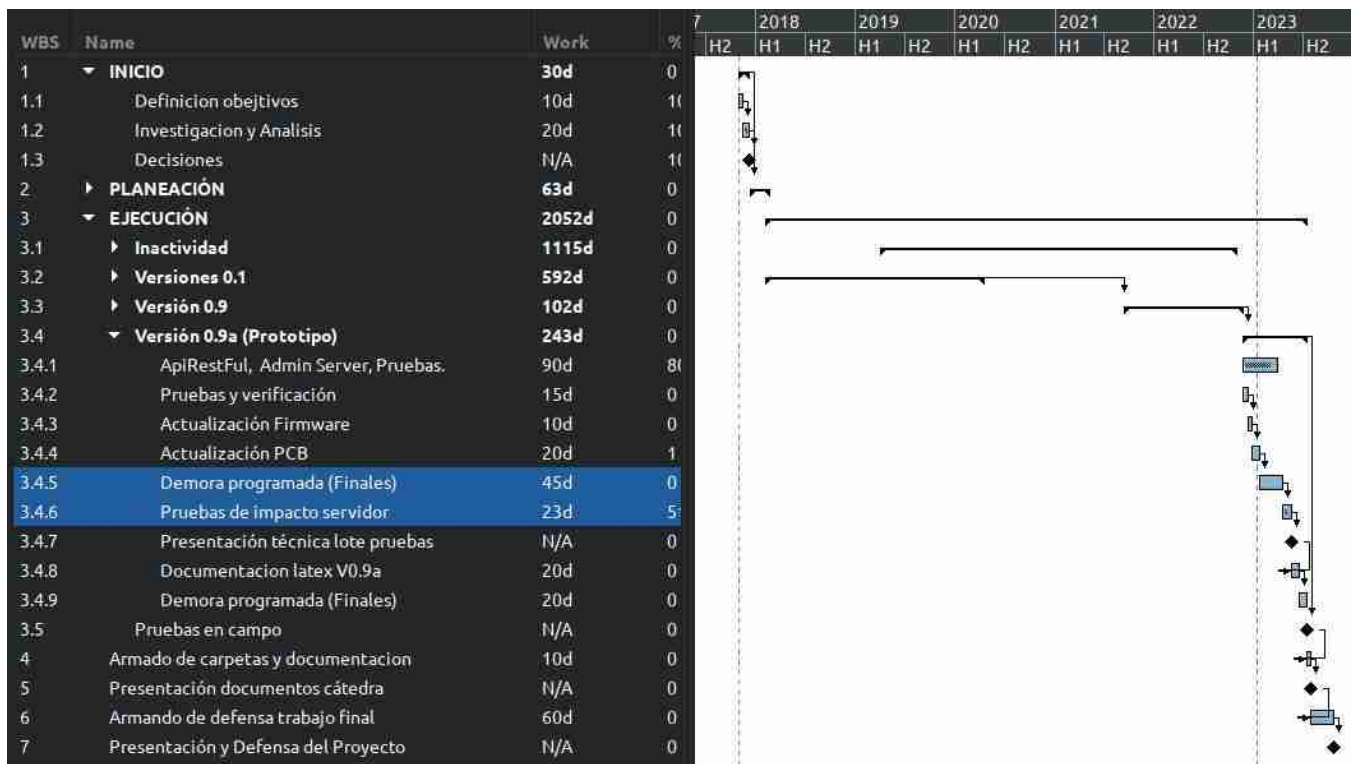 7 2018 2019 2020 2021 2022 2023
WBS Name Work % H2 H1 H2 H1 H2 H1 H2 H1 H2 H1 H2 H1 H2
1 INICIO 30d 0
1.1 Definicion obejtivos 10d 10
1.2 Investigacion y Analisis 20d 10
1.3 Decisiones N/A 10
2 PLANEACIÓN 63d 0
3 EJECUCIÓN 2052d 0
3.1 Inactividad 1115d 0
3.2 Versiones 0.1 592d 0
3.3 Versión 0.9 102d 0
3.4 Versión 0.9a (Prototipo) 243d 0
3.4.1 ApiRestFul, Admin Server, Pruebas. 90d 80
3.4.2 Pruebas y verificación 15d 0
3.4.3 Actualización Firmware 10d 0
3.4.4 Actualización PCB 20d 1
3.4.5 Demora programada (Finales) 45d 0
3.4.6 Pruebas de impacto servidor 23d 5
3.4.7 Presentación técnica lote pruebas N/A 0
3.4.8 Documentacion latex V0.9a 20d 0
3.4.9 Demora programada (Finales) 20d 0
3.5 Pruebas en campo N/A 0
4 Armado de carpetas y documentacion 10d 0
5 Presentación documentos cátedra N/A 0
6 Armando de defensa trabajo final 60d 0
7 Presentación y Defensa del Proyecto N/A 0